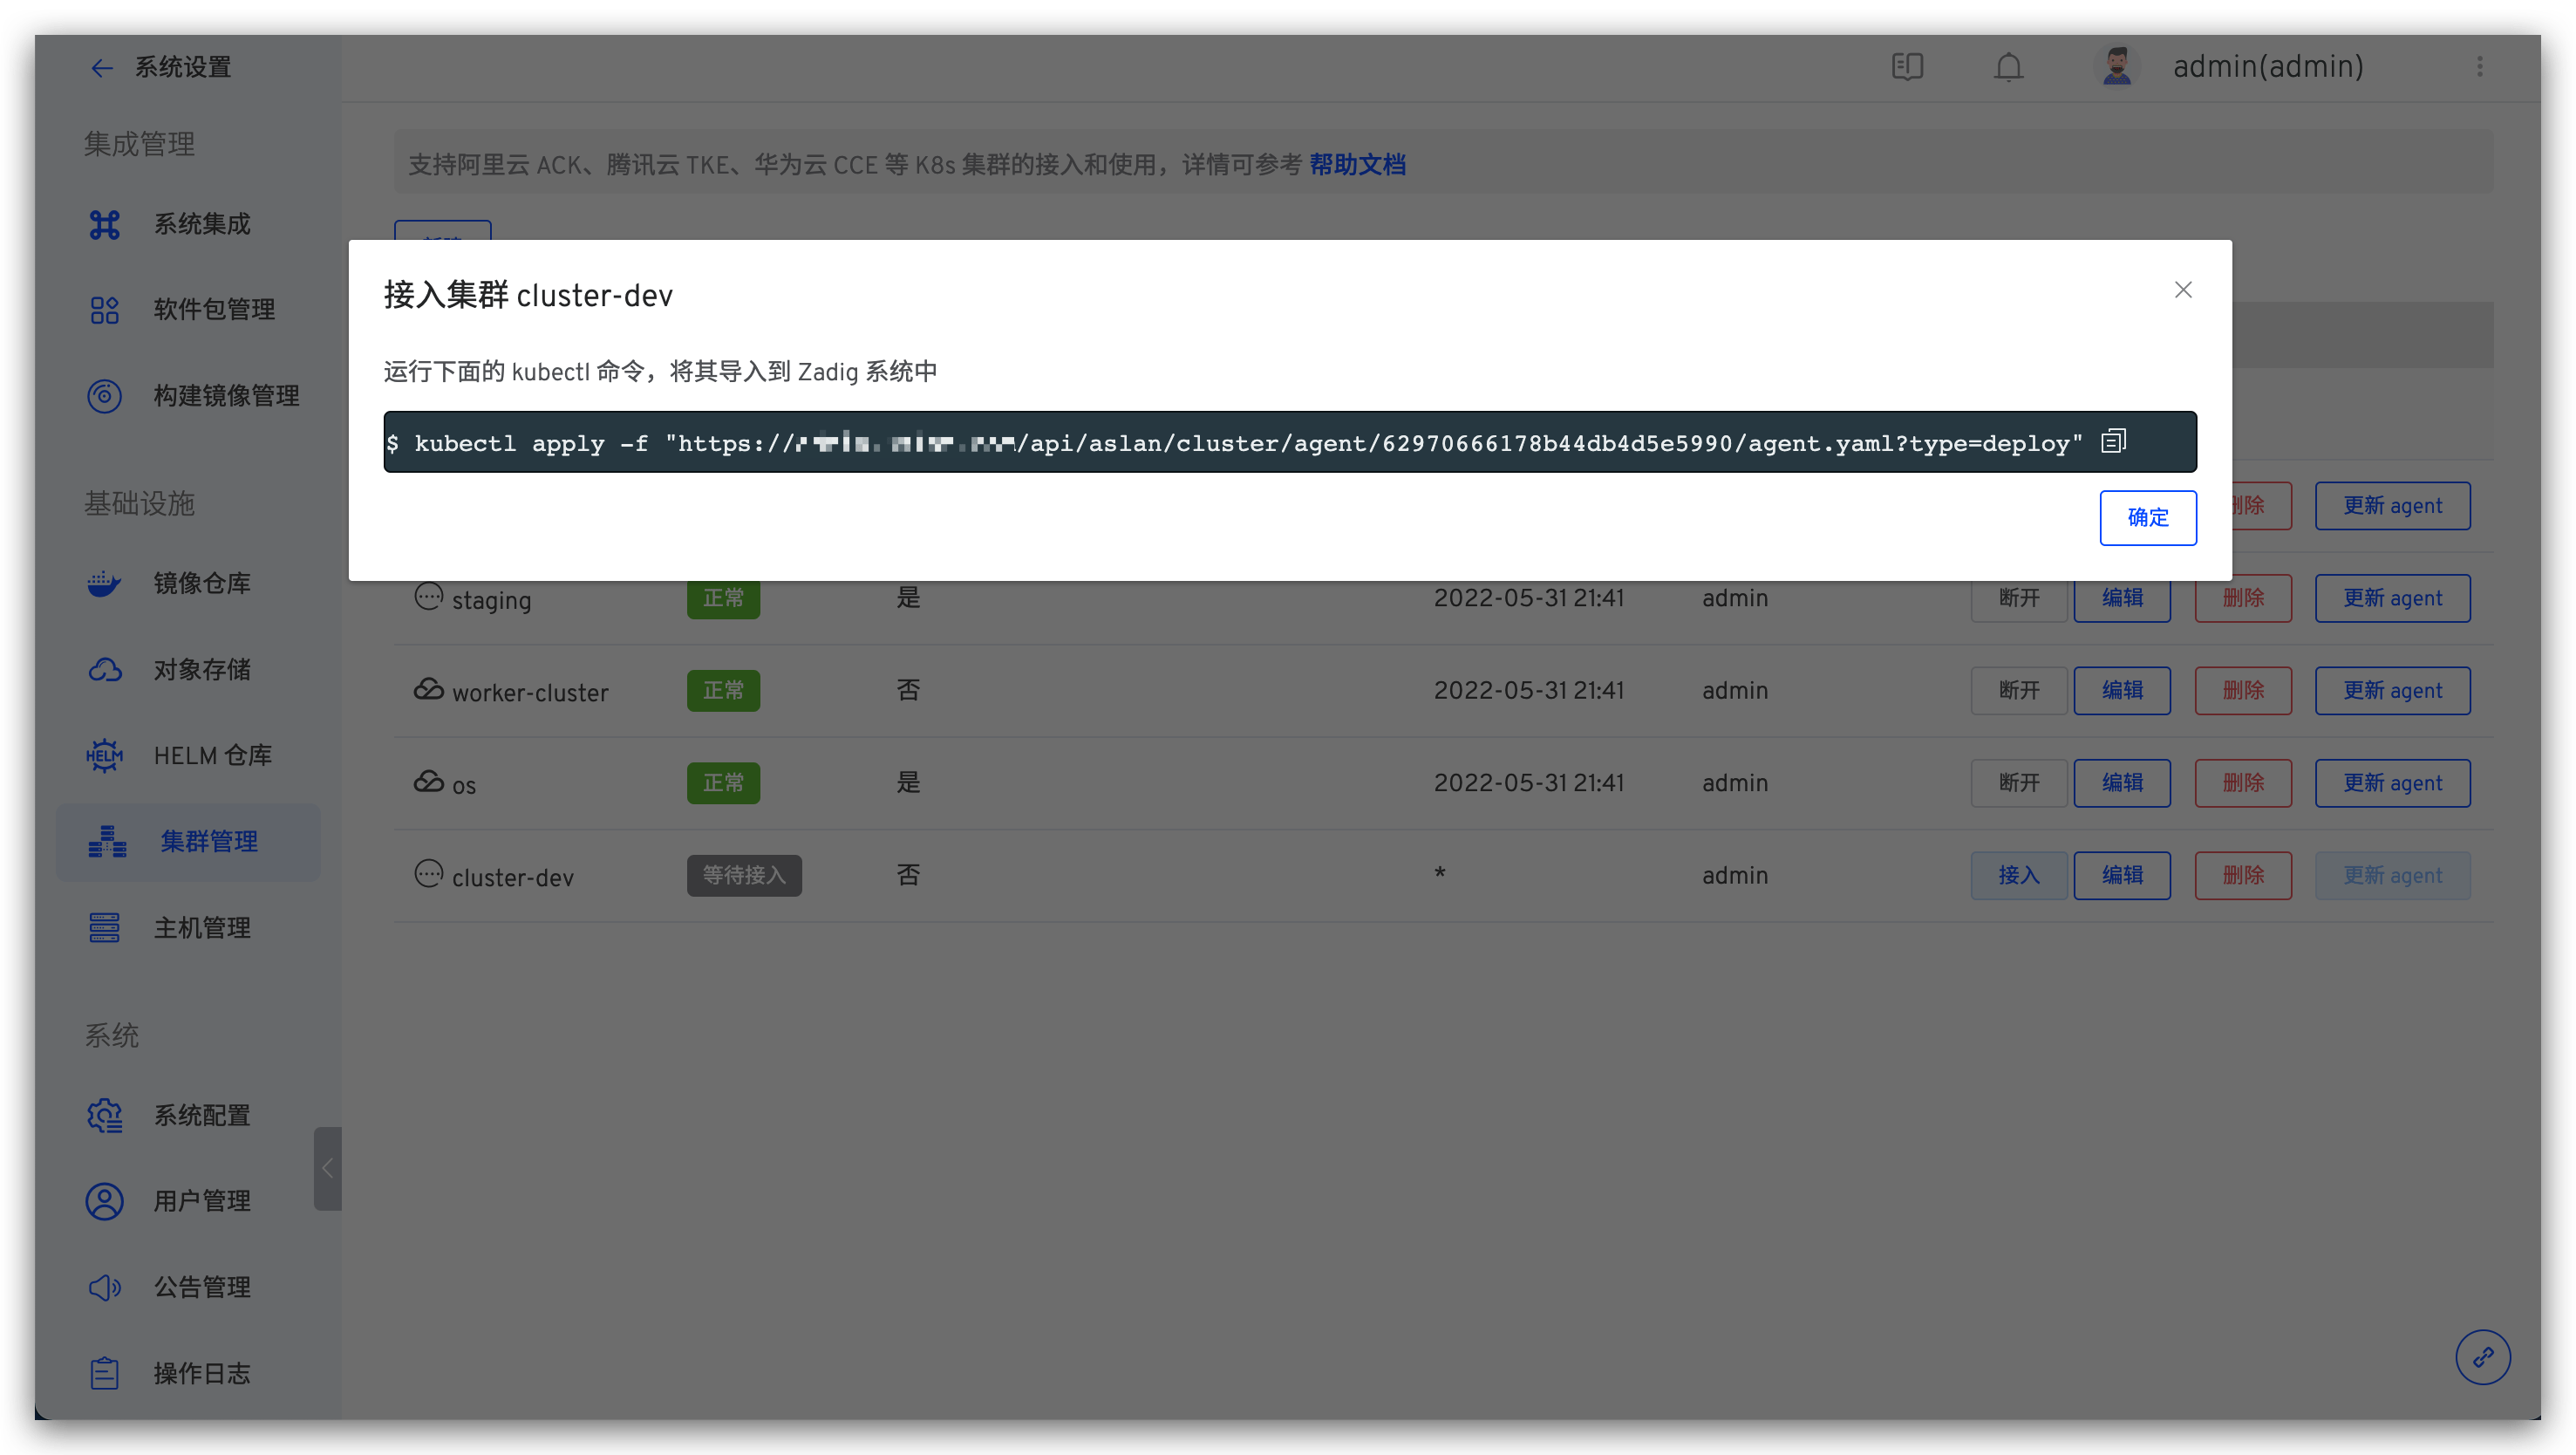 系统设置
admin(admin)
集成管理
系统集成
软件包管理
构建镜像管理
基础设施
镜像仓库
对象存储
HELM 仓库
集群管理
主机管理
系统
系统配置
用户管理
公告管理
操作日志
支持阿里云 ACK、腾讯云 TKE、华为云 CCE 等 K8s 集群的接入和使用，详情可参考 帮助文档
接入集群 cluster-dev
运行下面的 kubectl 命令，将其导入到 Zadig 系统中
$ kubectl apply -f "https:// /api/aslan/cluster/agent/62970666178b44db4d5e5990/agent.yaml?type=deploy"
确定
删除 更新 agent
staging 正常 是 2022-05-31 21:41 admin 断开 编辑 删除 更新 agent
worker-cluster 正常 否 2022-05-31 21:41 admin 断开 编辑 删除 更新 agent
os 正常 是 2022-05-31 21:41 admin 断开 编辑 删除 更新 agent
cluster-dev 等待接入 否 * admin 接入 编辑 删除 更新 agent